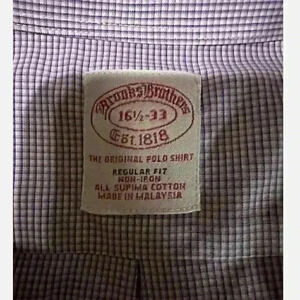 Brooks Brothers
16½-33
Est. 1818
THE ORIGINAL POLO SHIRT
REGULAR FIT
NON-IRON
ALL SUPIMA COTTON
MADE IN MALAYSIA